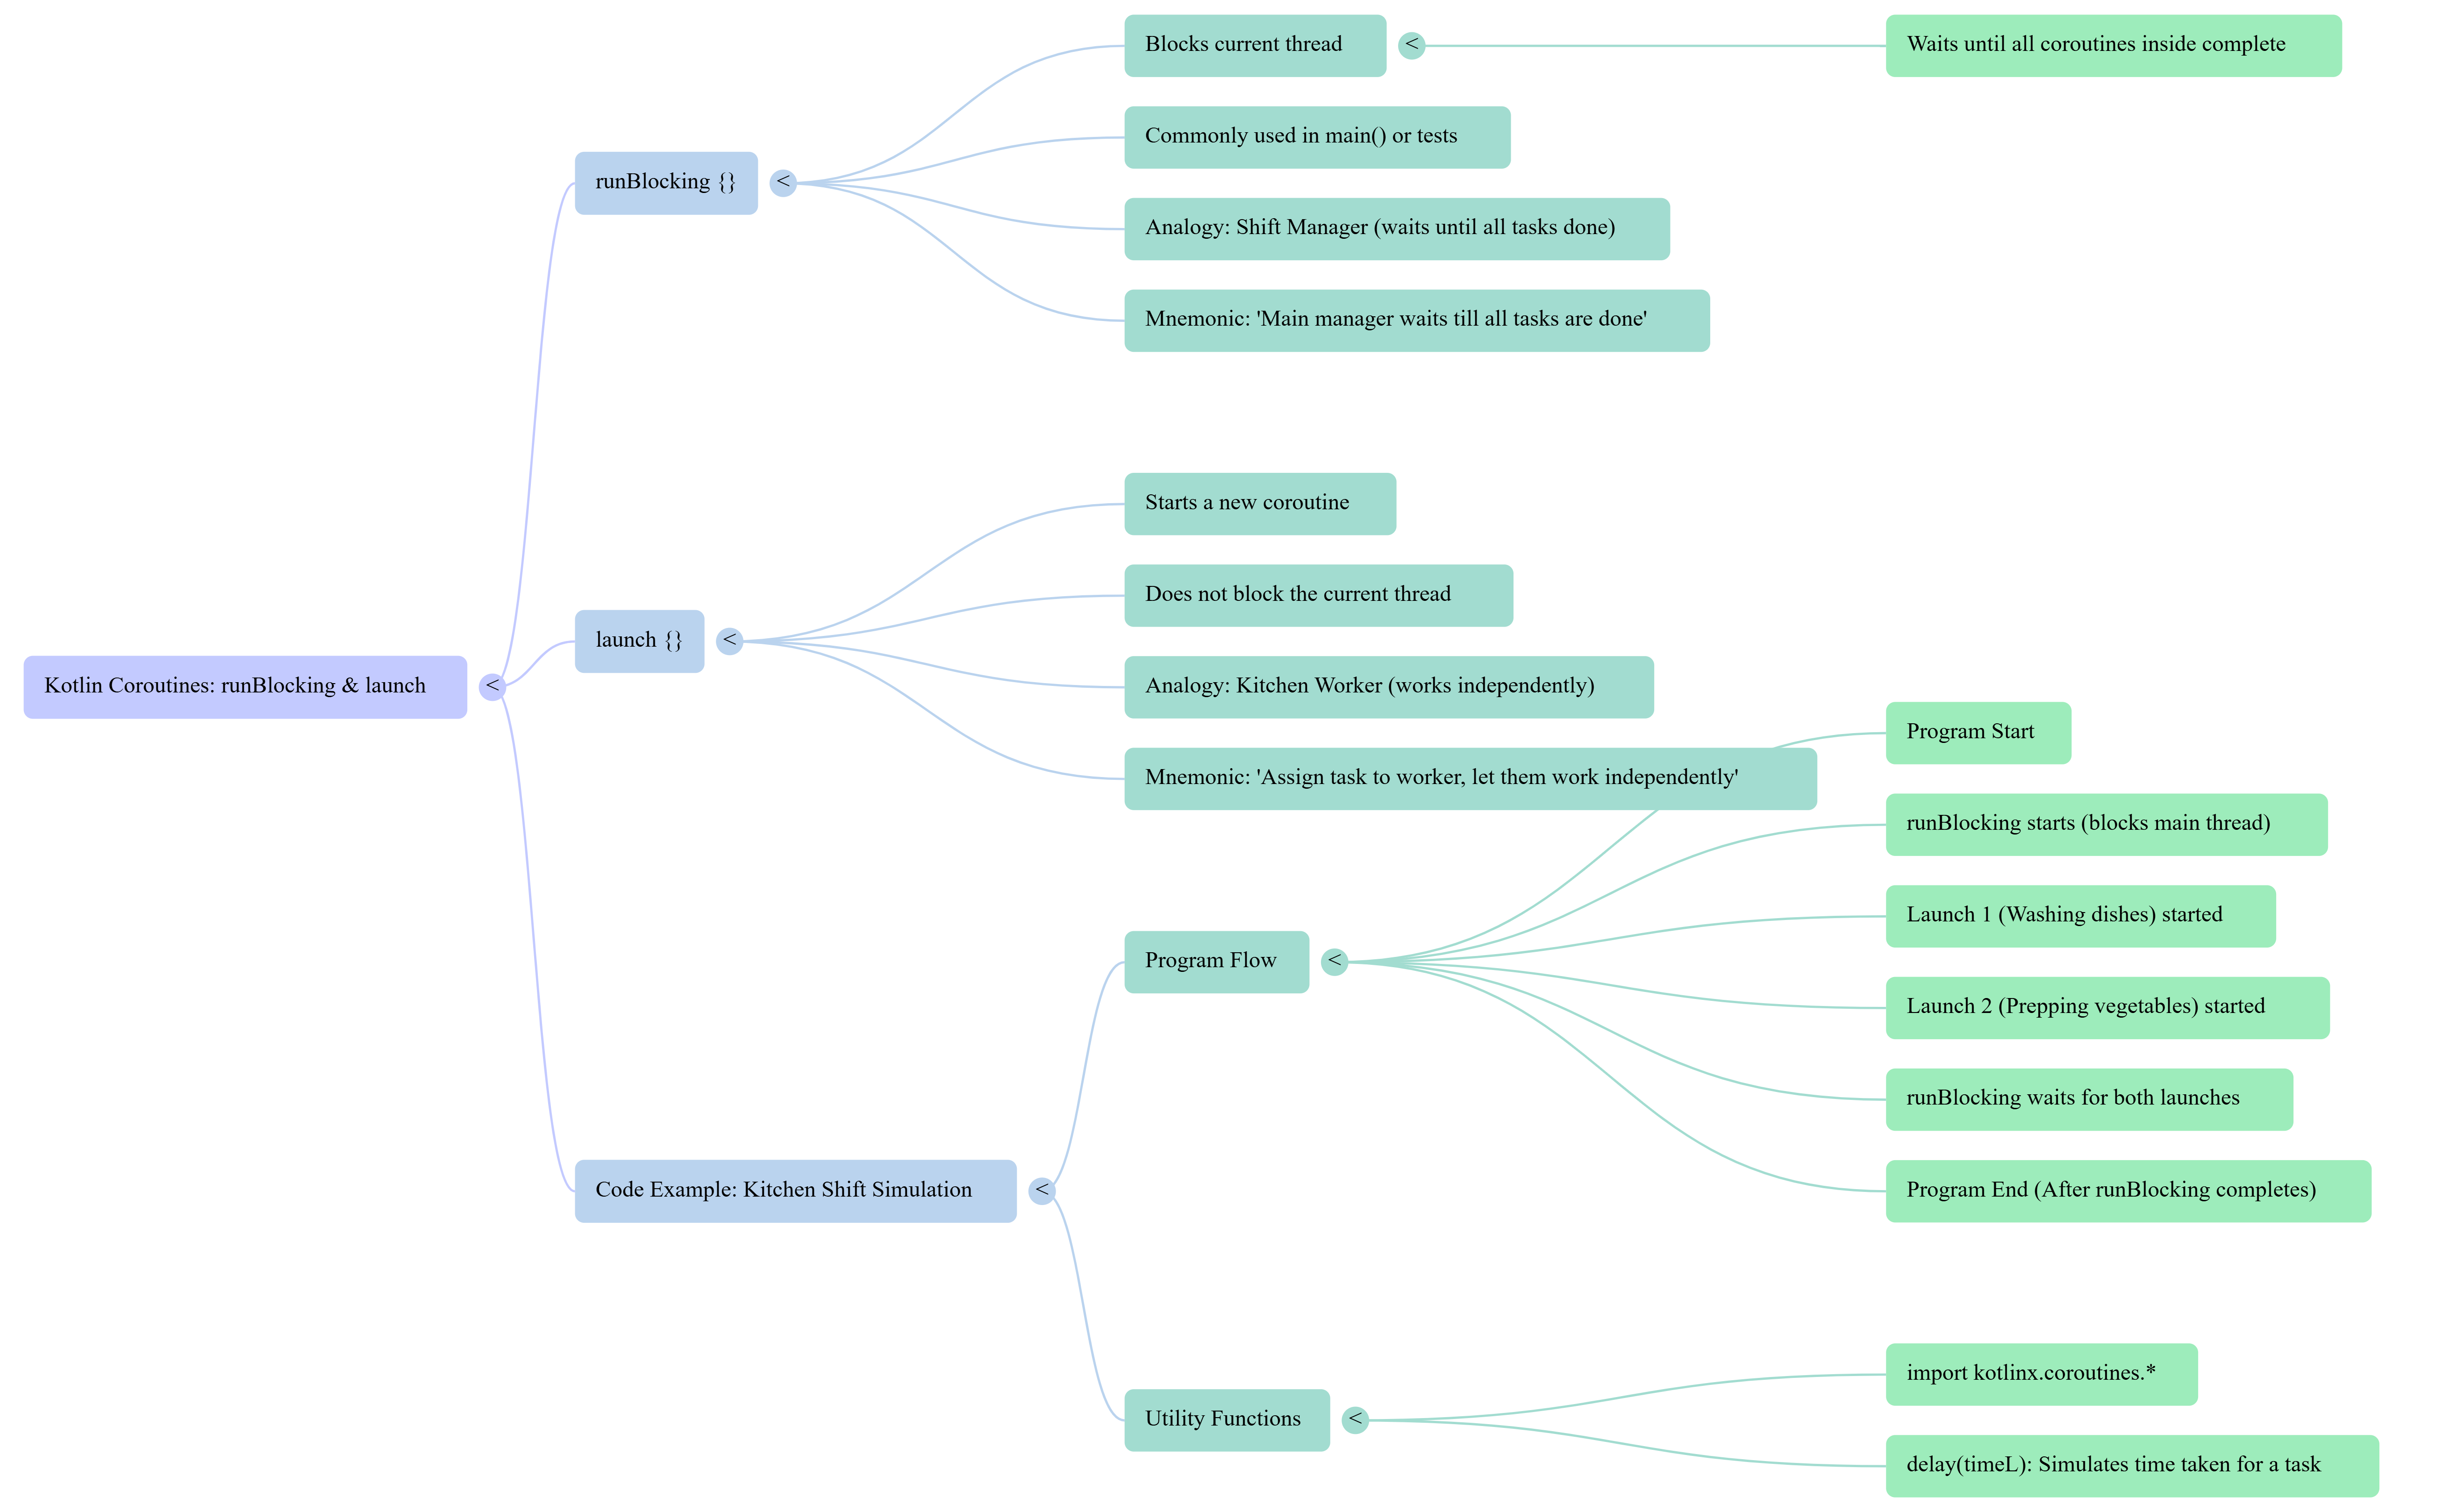 Kotlin Coroutines: runBlocking & launch
<
runBlocking {}
<
Blocks current thread
<
Waits until all coroutines inside complete
Commonly used in main() or tests
Analogy: Shift Manager (waits until all tasks done)
Mnemonic: 'Main manager waits till all tasks are done'
launch {}
<
Starts a new coroutine
Does not block the current thread
Analogy: Kitchen Worker (works independently)
Mnemonic: 'Assign task to worker, let them work independently'
Code Example: Kitchen Shift Simulation
<
Program Flow
<
Program Start
runBlocking starts (blocks main thread)
Launch 1 (Washing dishes) started
Launch 2 (Prepping vegetables) started
runBlocking waits for both launches
Program End (After runBlocking completes)
Utility Functions
<
import kotlinx.coroutines.*
delay(timeL): Simulates time taken for a task